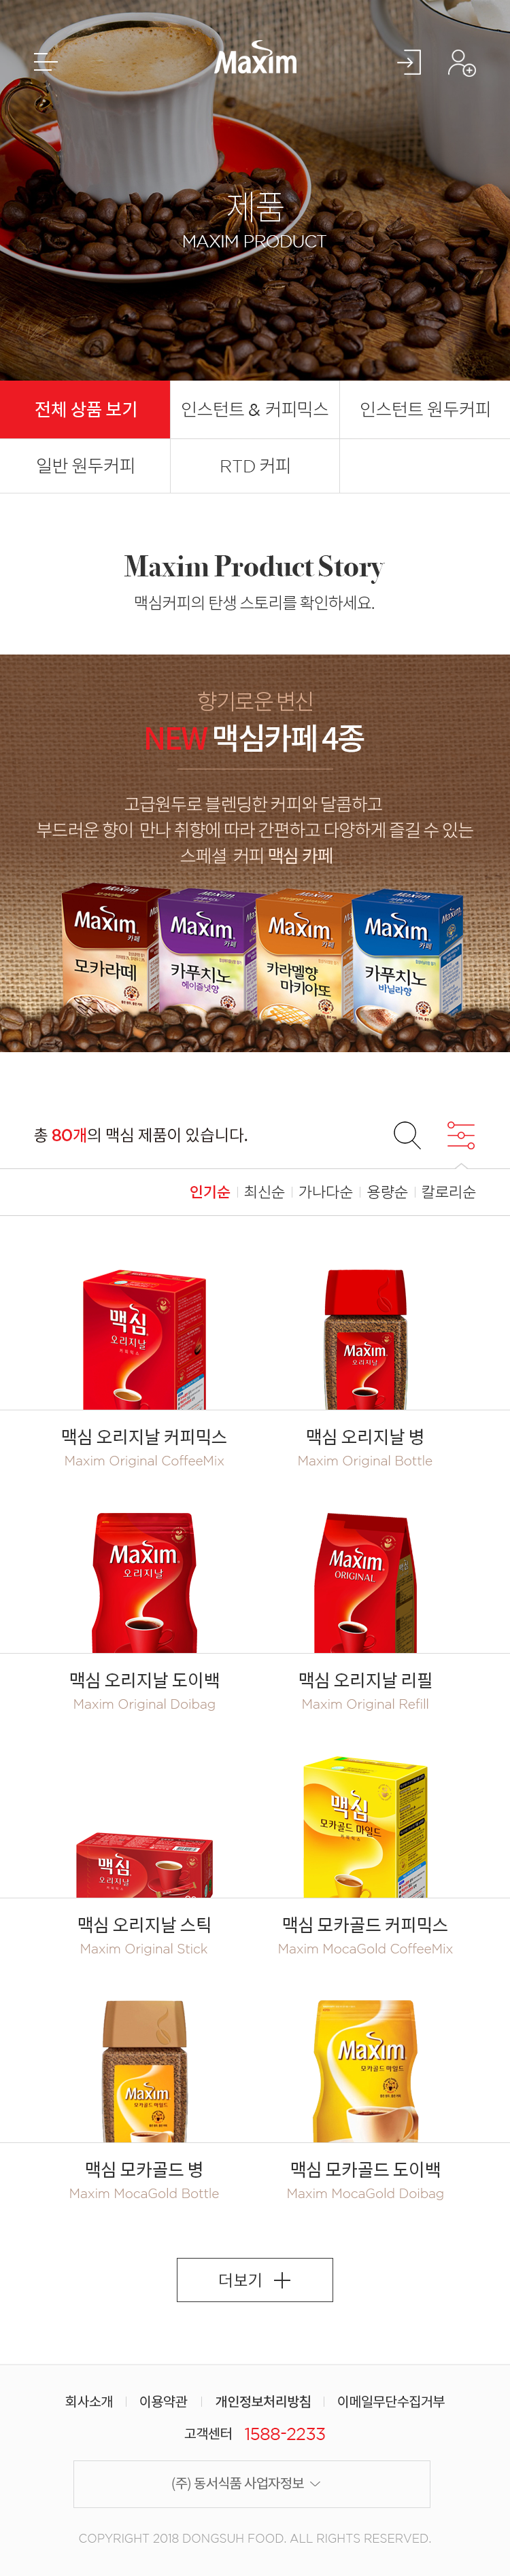 Maxim
제품
MAXIM PRODUCT
전체 상품 보기
인스턴트 & 커피믹스
인스턴트 원두커피
일반 원두커피
RTD 커피
Maxim Product Story
맥심커피의 탄생 스토리를 확인하세요.
향기로운 변신
NEW 맥심카페 4종
고급원두로 블렌딩한 커피와 달콤하고
부드러운 향이 만나 취향에 따라 간편하고 다양하게 즐길 수 있는
스페셜 커피 맥심 카페
Maxim 카페 모카라떼
Maxim 카페 카푸치노 헤이즐넛향
Maxim 카페 카라멜향 마키아또
Maxim 카페 카푸치노 바닐라향
총 80개의 맥심 제품이 있습니다.
인기순 | 최신순 | 가나다순 | 용량순 | 칼로리순
맥심 오리지날
Maxim 오리지날
맥심 오리지날 커피믹스
Maxim Original CoffeeMix
맥심 오리지날 병
Maxim Original Bottle
Maxim 오리지날
Maxim ORIGINAL
맥심 오리지날 도이백
Maxim Original Doibag
맥심 오리지날 리필
Maxim Original Refill
맥심
맥심 모카골드 마일드
맥심 오리지날 스틱
Maxim Original Stick
맥심 모카골드 커피믹스
Maxim MocaGold CoffeeMix
Maxim 모카골드 마일드
Maxim 모카골드 마일드
맥심 모카골드 병
Maxim MocaGold Bottle
맥심 모카골드 도이백
Maxim MocaGold Doibag
더보기
회사소개 | 이용약관 | 개인정보처리방침 | 이메일무단수집거부
고객센터 1588-2233
(주) 동서식품 사업자정보
COPYRIGHT 2018 DONGSUH FOOD. ALL RIGHTS RESERVED.